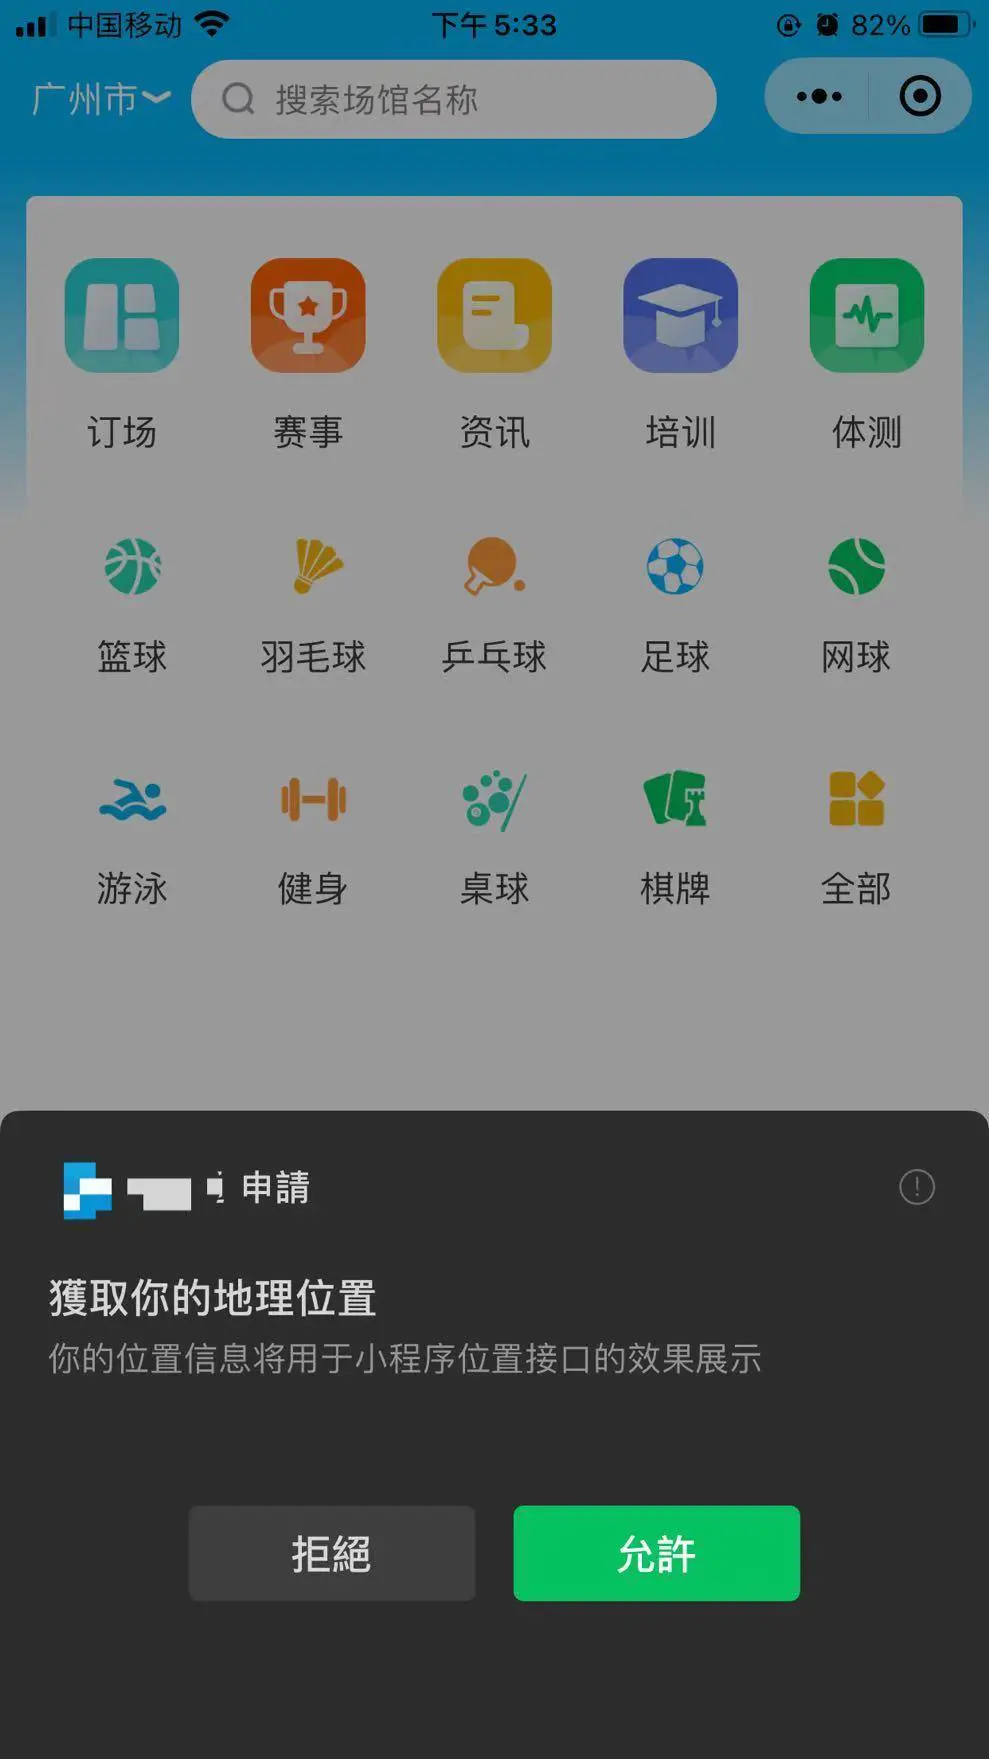 中国移动 下午5:33 82%
广州市 搜索场馆名称
订场 赛事 资讯 培训 体测
篮球 羽毛球 乒乓球 足球 网球
游泳 健身 桌球 棋牌 全部
申請
獲取你的地理位置
你的位置信息将用于小程序位置接口的效果展示
拒絕 允許